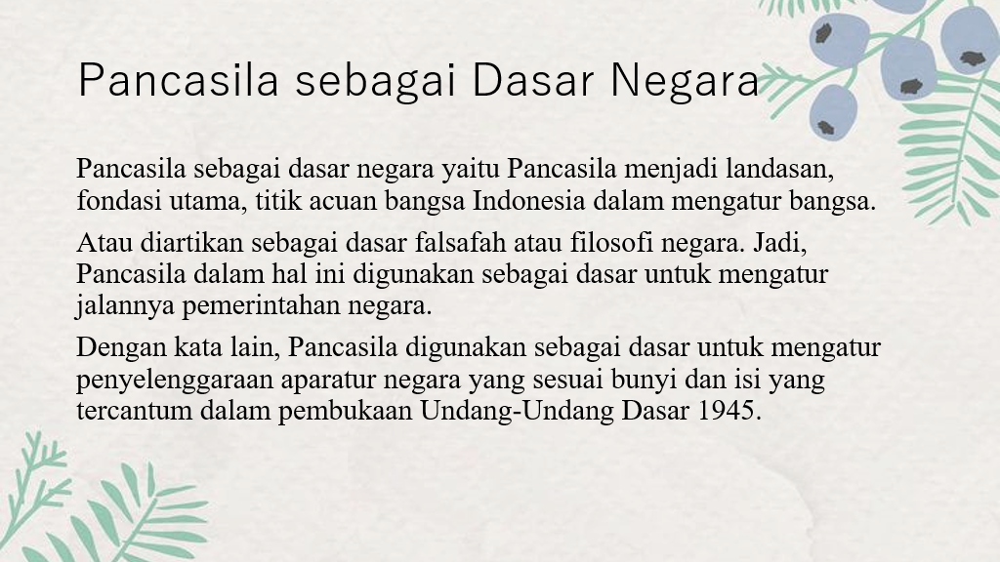 Pancasila sebagai Dasar Negara
Pancasila sebagai dasar negara yaitu Pancasila menjadi landasan,
fondasi utama, titik acuan bangsa Indonesia dalam mengatur bangsa.
Atau diartikan sebagai dasar falsafah atau filosofi negara. Jadi,
Pancasila dalam hal ini digunakan sebagai dasar untuk mengatur
jalannya pemerintahan negara.
Dengan kata lain, Pancasila digunakan sebagai dasar untuk mengatur
penyelenggaraan aparatur negara yang sesuai bunyi dan isi yang
tercantum dalam pembukaan Undang-Undang Dasar 1945.